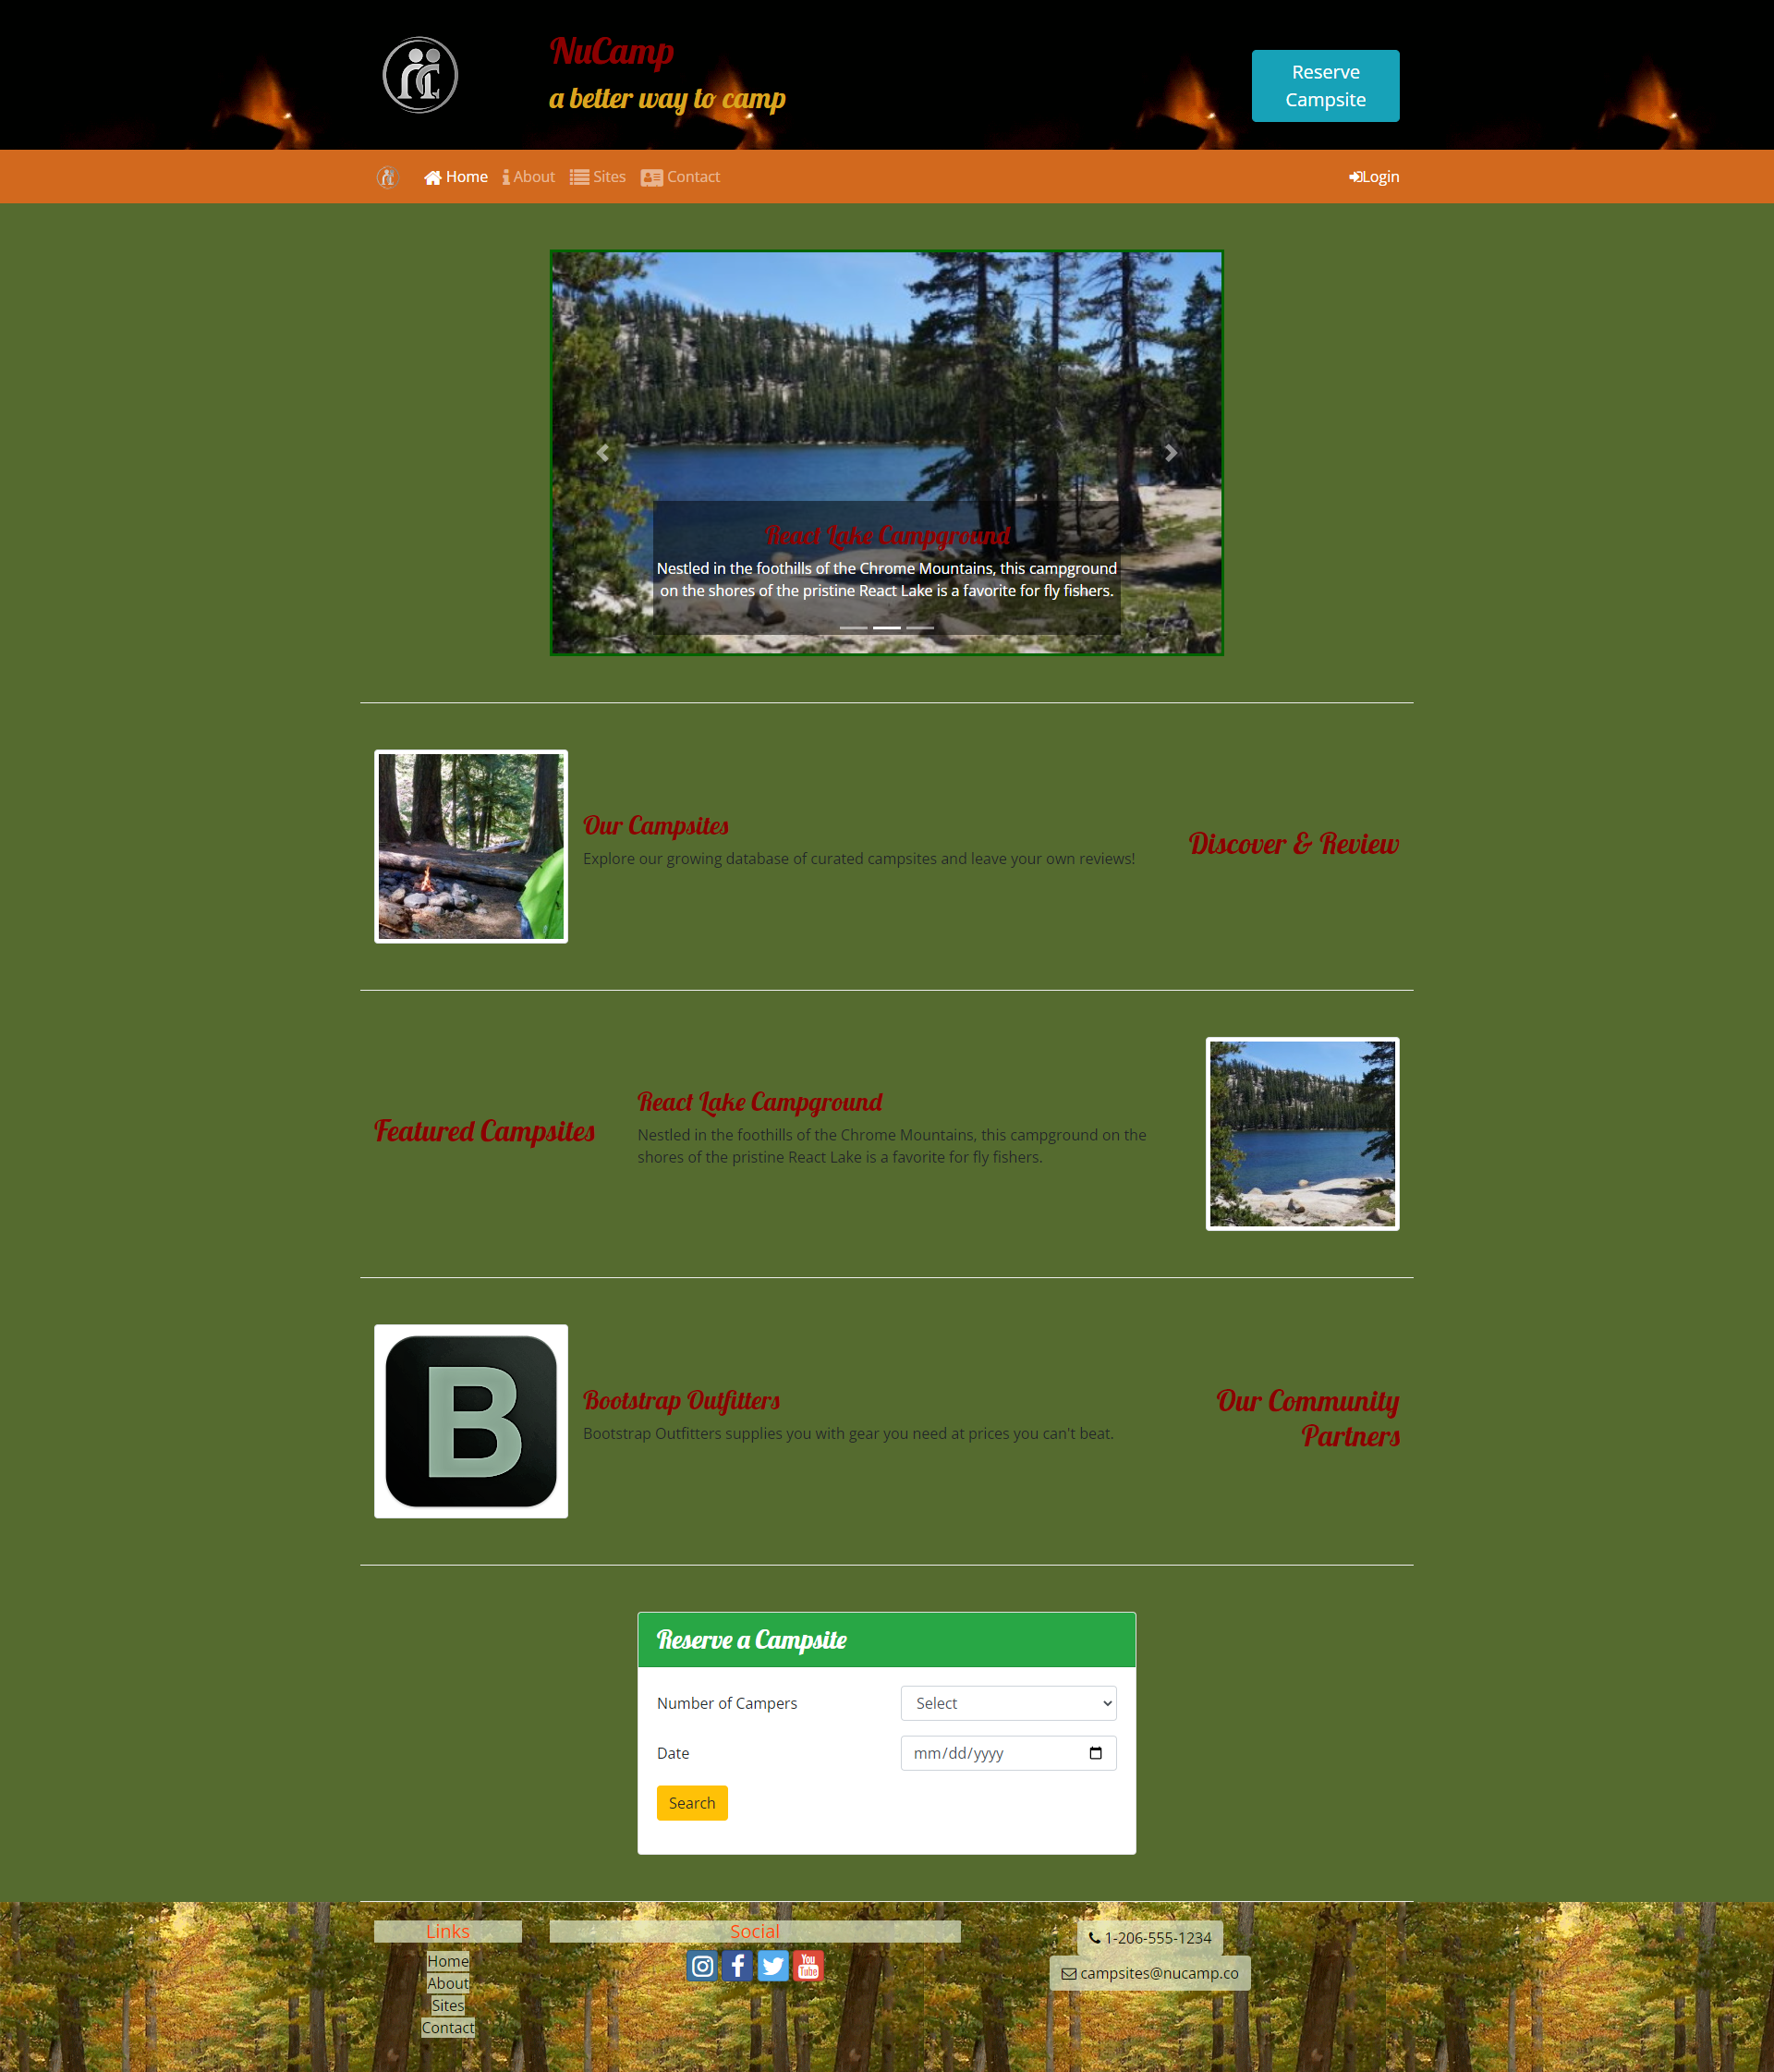 NuCamp
a better way to camp
Reserve
Campsite
Home About Sites Contact
Login
React Lake Campground
Nestled in the foothills of the Chrome Mountains, this campground
on the shores of the pristine React Lake is a favorite for fly fishers.
Our Campsites
Explore our growing database of curated campsites and leave your own reviews!
Discover & Review
Featured Campsites
React Lake Campground
Nestled in the foothills of the Chrome Mountains, this campground on the
shores of the pristine React Lake is a favorite for fly fishers.
B
Bootstrap Outfitters
Bootstrap Outfitters supplies you with gear you need at prices you can't beat.
Our Community
Partners
Reserve a Campsite
Number of Campers
Select
Date
mm/dd/yyyy
Search
Links
Home
About
Sites
Contact
Social
You
Tube
1-206-555-1234
campsites@nucamp.co